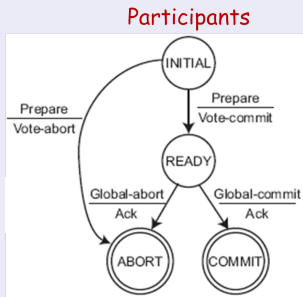 Participants
INITIAL
Prepare
Vote-abort
Prepare
Vote-commit
READY
Global-abort
Ack
Global-commit
Ack
ABORT
COMMIT